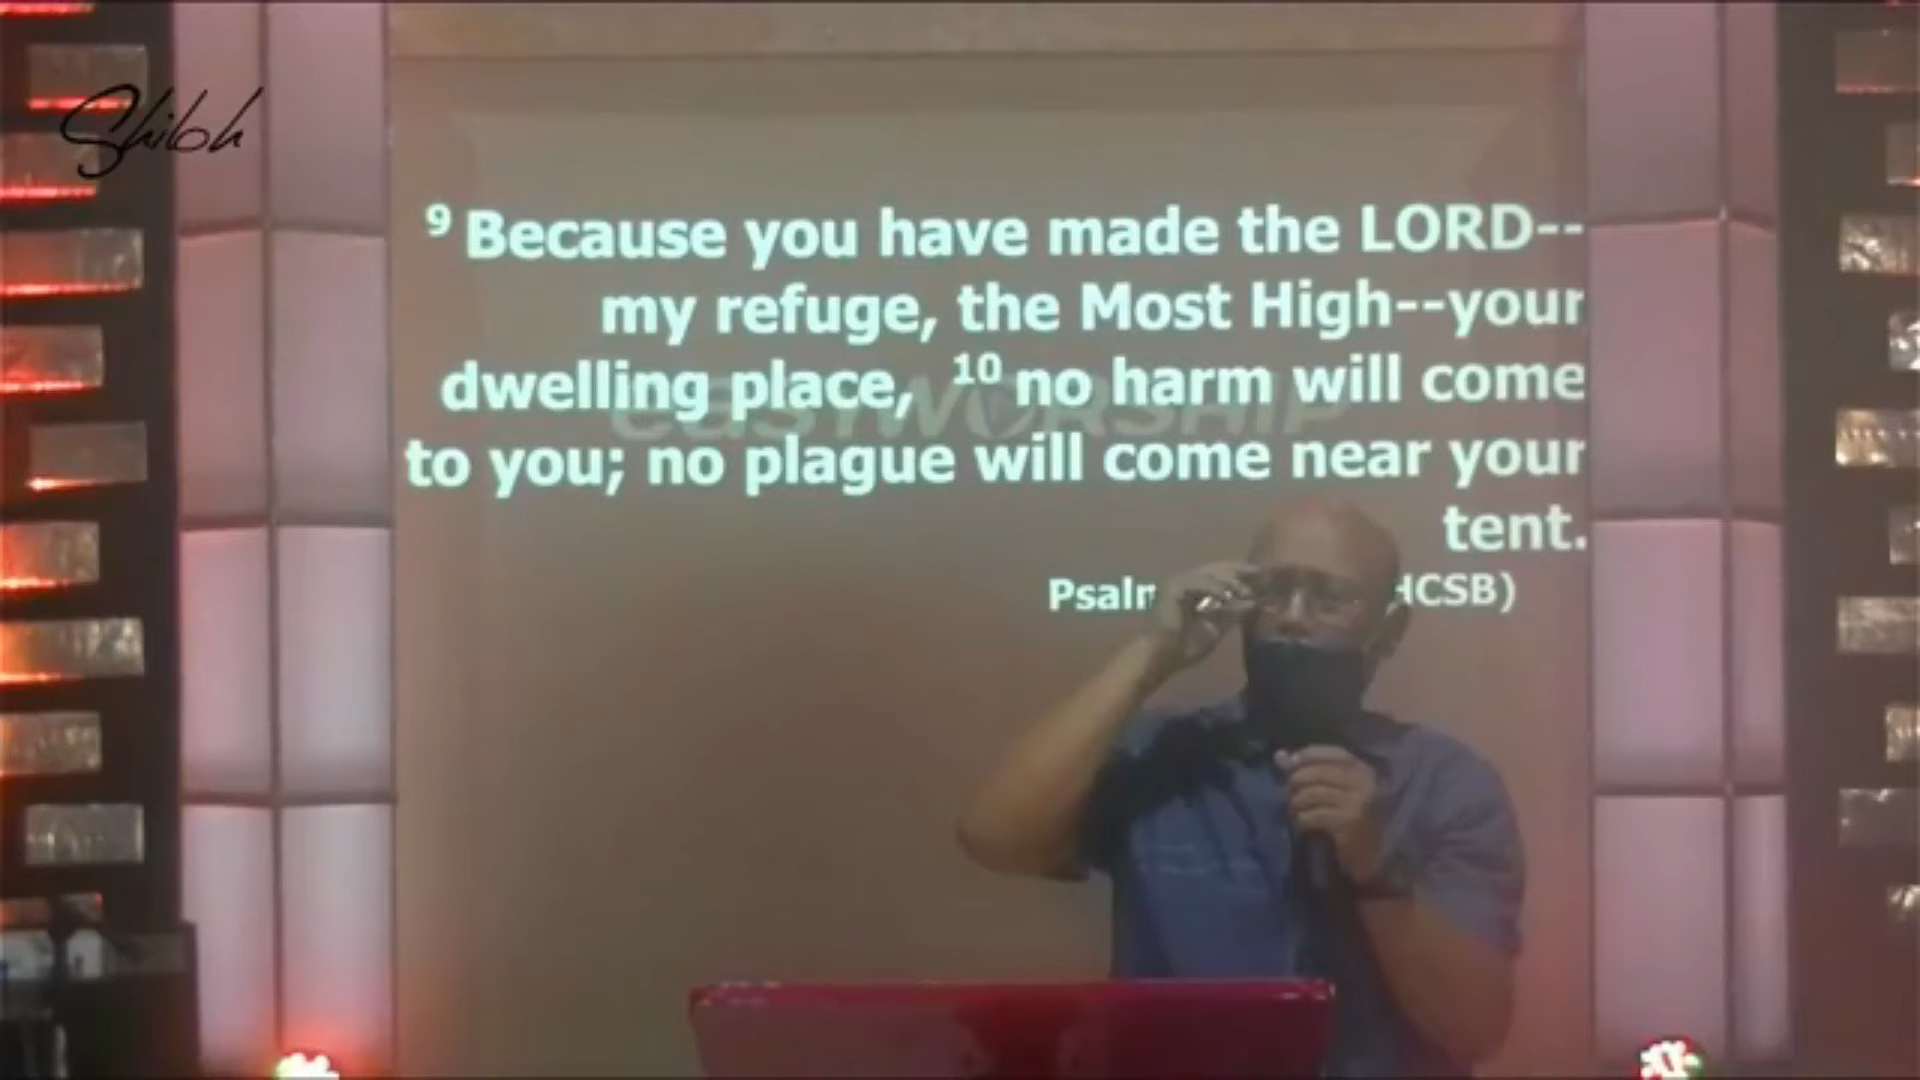 Shiloh
9 Because you have made the LORD--
my refuge, the Most High--your
dwelling place, 10 no harm will come
to you; no plague will come near your
tent.
EASYWORSHIP
HCSB)